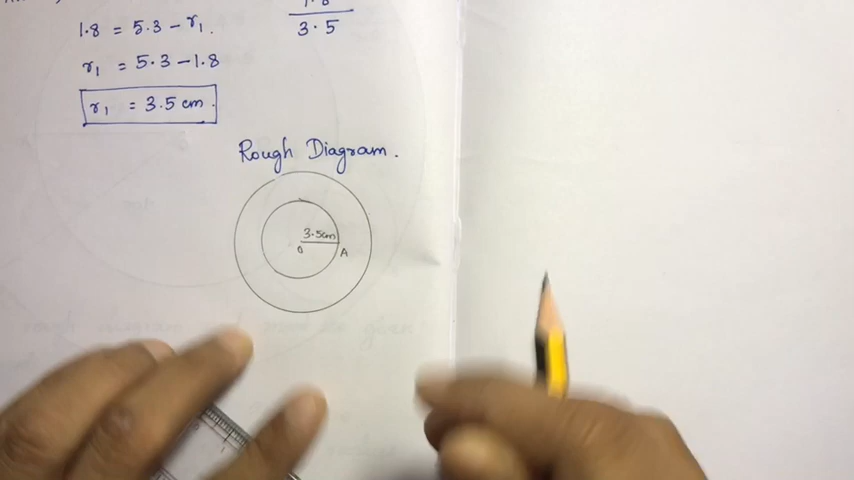 1.8 = 5.3 - r₁.
r₁ = 5.3 - 1.8
r₁ = 3.5 cm.
3.5
Rough Diagram.
3.5cm
O
A